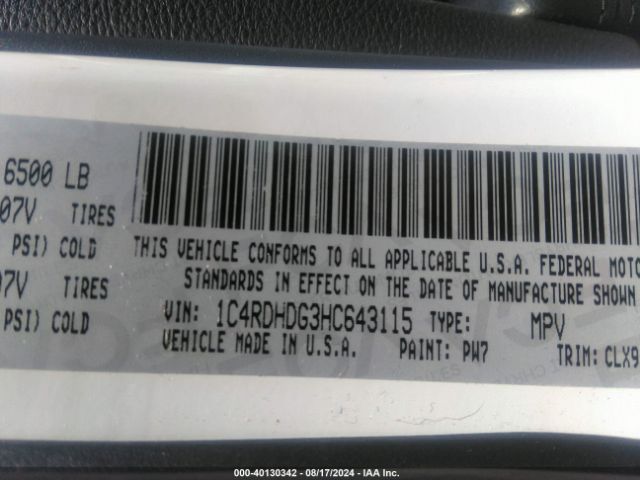 6500 LB
07V TIRES
PSI) COLD
07V TIRES
PSI) COLD
THIS VEHICLE CONFORMS TO ALL APPLICABLE U.S.A. FEDERAL MOTO
STANDARDS IN EFFECT ON THE DATE OF MANUFACTURE SHOWN
VIN: 1C4RDHDG3HC643115 TYPE: MPV
VEHICLE MADE IN U.S.A. PAINT: PW7 TRIM: CLX9
000-40130342 - 08/17/2024 - IAA Inc.